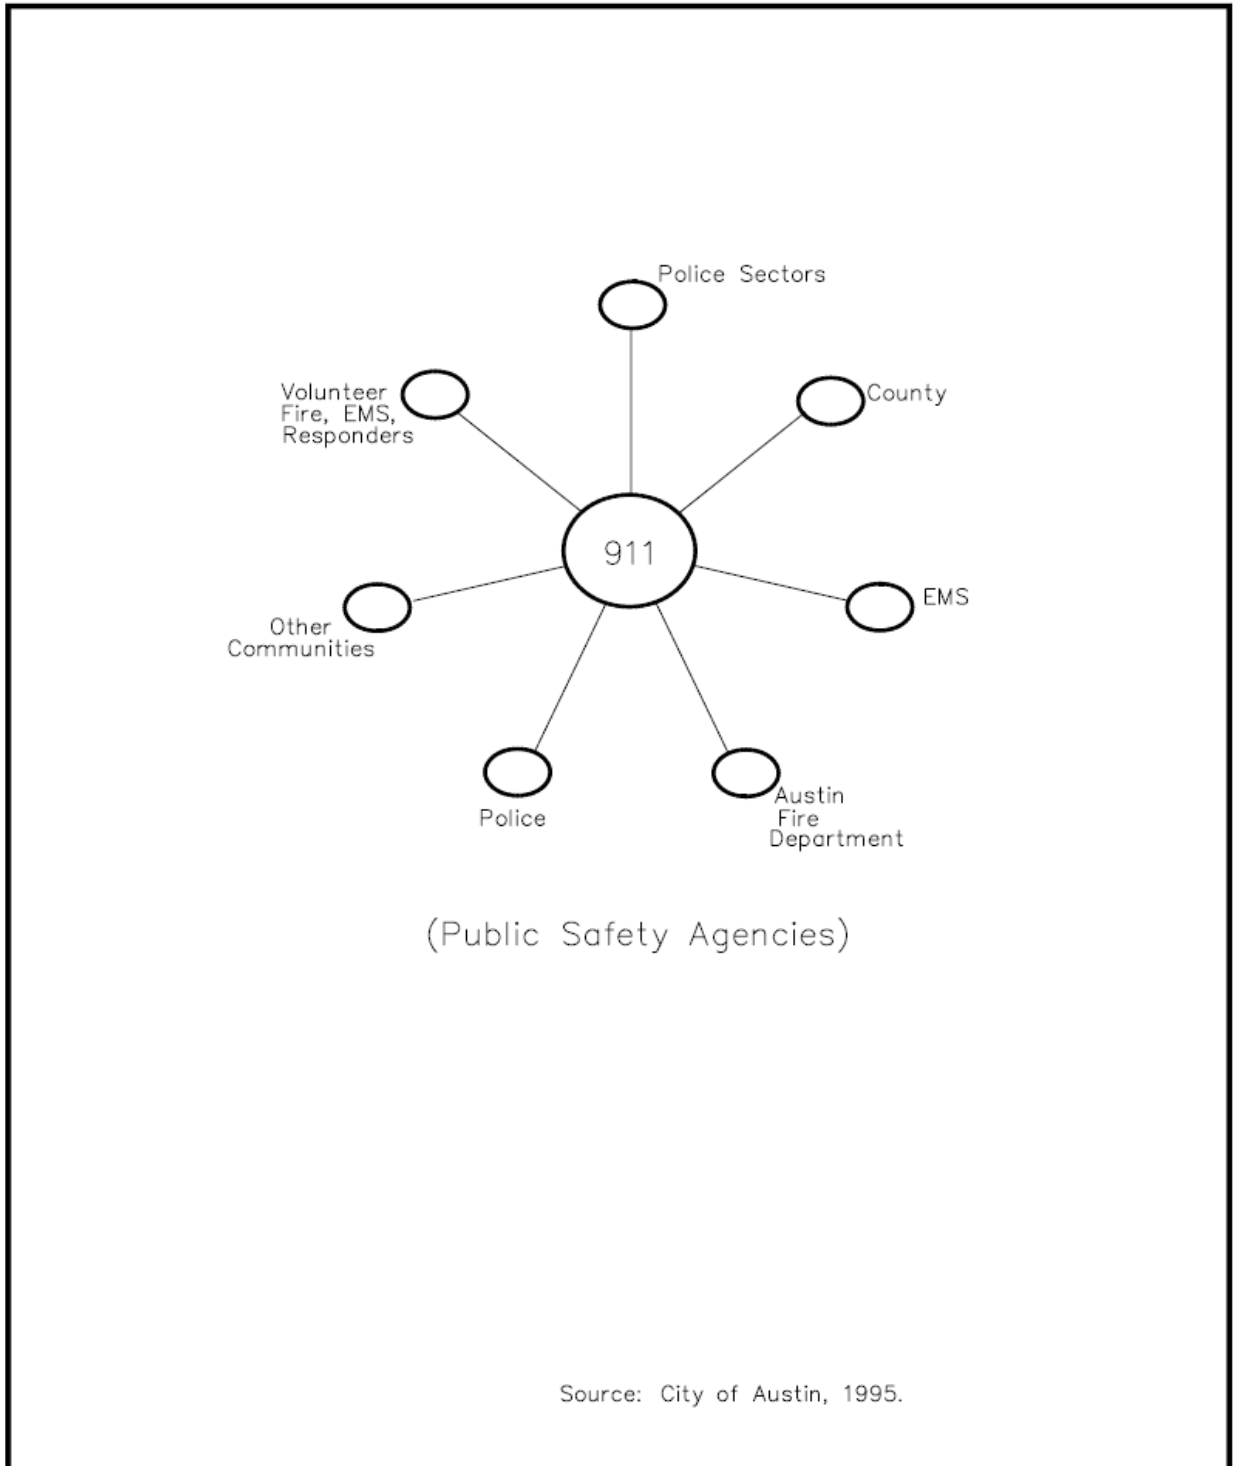 Police Sectors
Volunteer
Fire, EMS,
Responders
County
911
EMS
Other
Communities
Police
Austin
Fire
Department
(Public Safety Agencies)
Source: City of Austin, 1995.